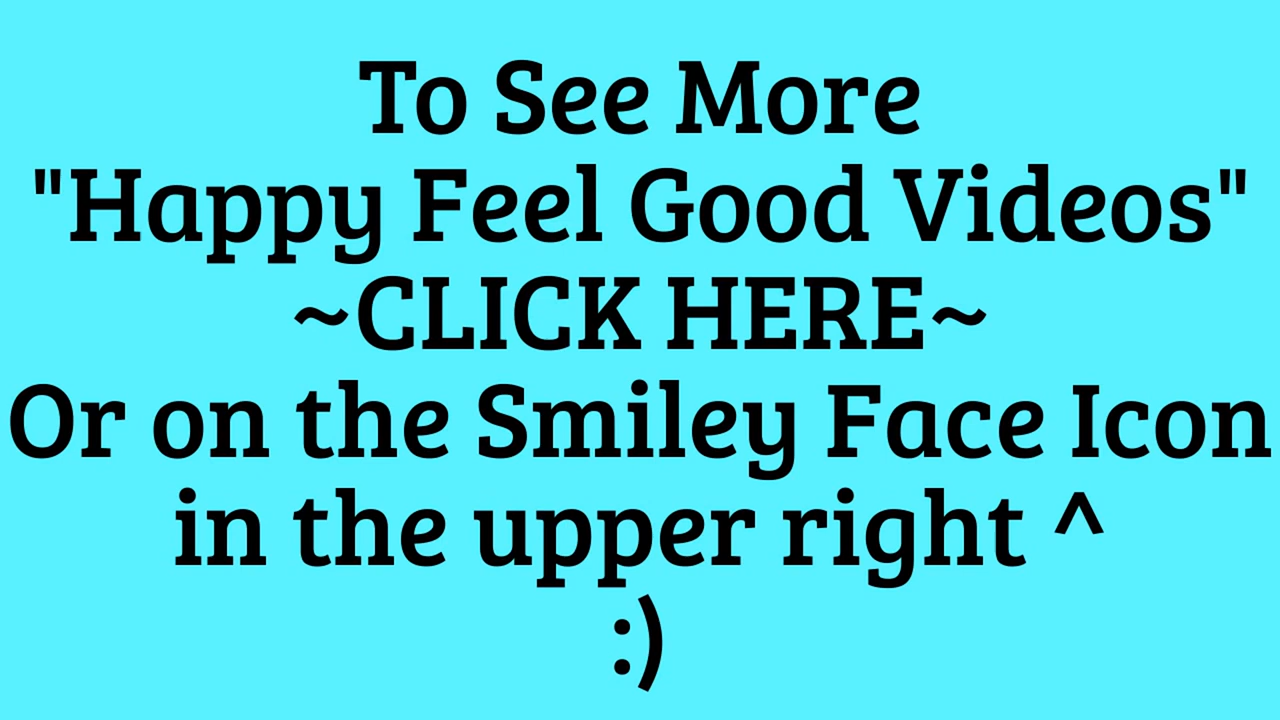 To See More
"Happy Feel Good Videos"
~CLICK HERE~
Or on the Smiley Face Icon
in the upper right ^
:)